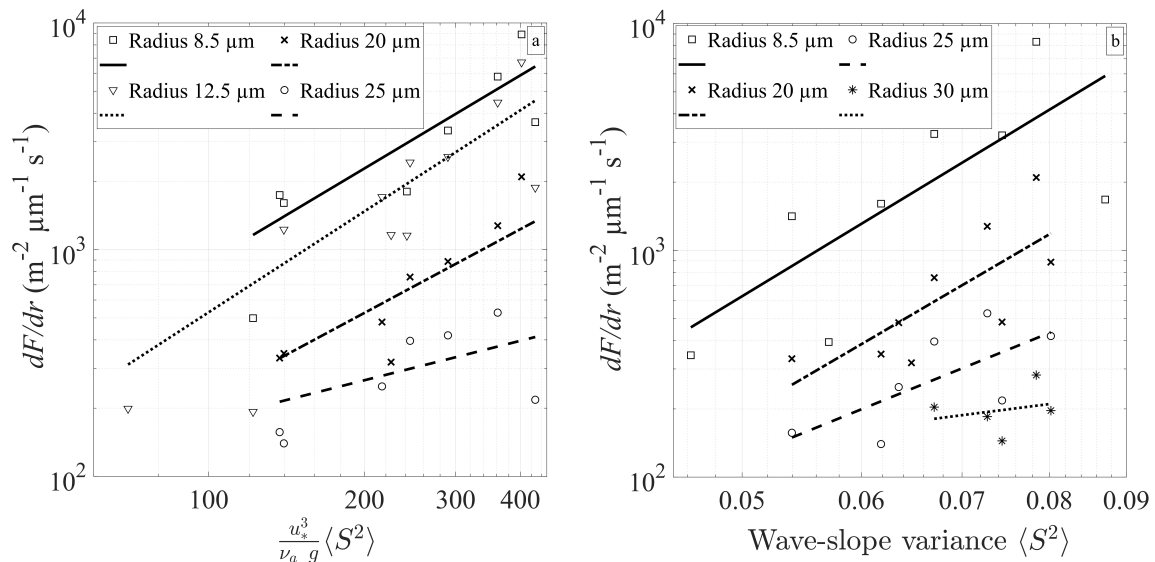 10^4
10^3
10^2
dF/dr (m^-2 µm^-1 s^-1)
Radius 8.5 µm
Radius 20 µm
Radius 12.5 µm
Radius 25 µm
a
100
200
300
400
u_*^3 / ν_a g ⟨S^2⟩
10^4
10^3
10^2
dF/dr (m^-2 µm^-1 s^-1)
Radius 8.5 µm
Radius 25 µm
Radius 20 µm
Radius 30 µm
b
0.05
0.06
0.07
0.08
0.09
Wave-slope variance ⟨S^2⟩